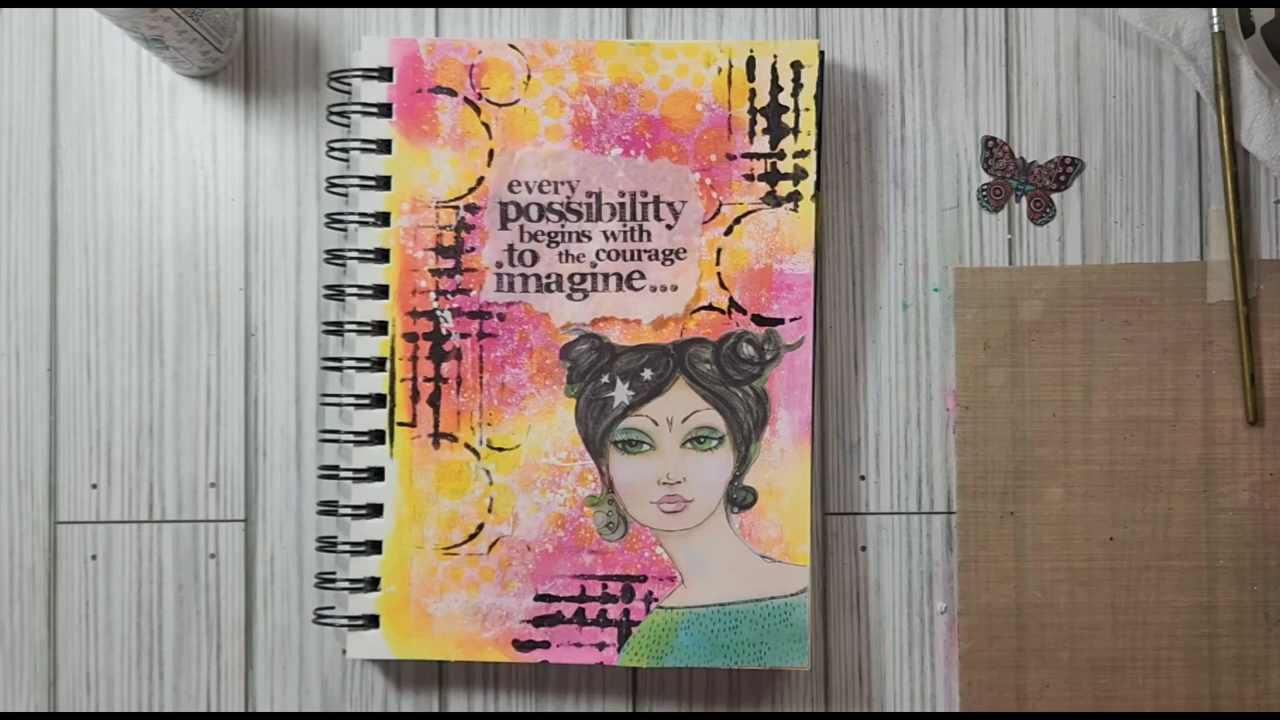 every
possibility
begins with
to the courage
imagine...